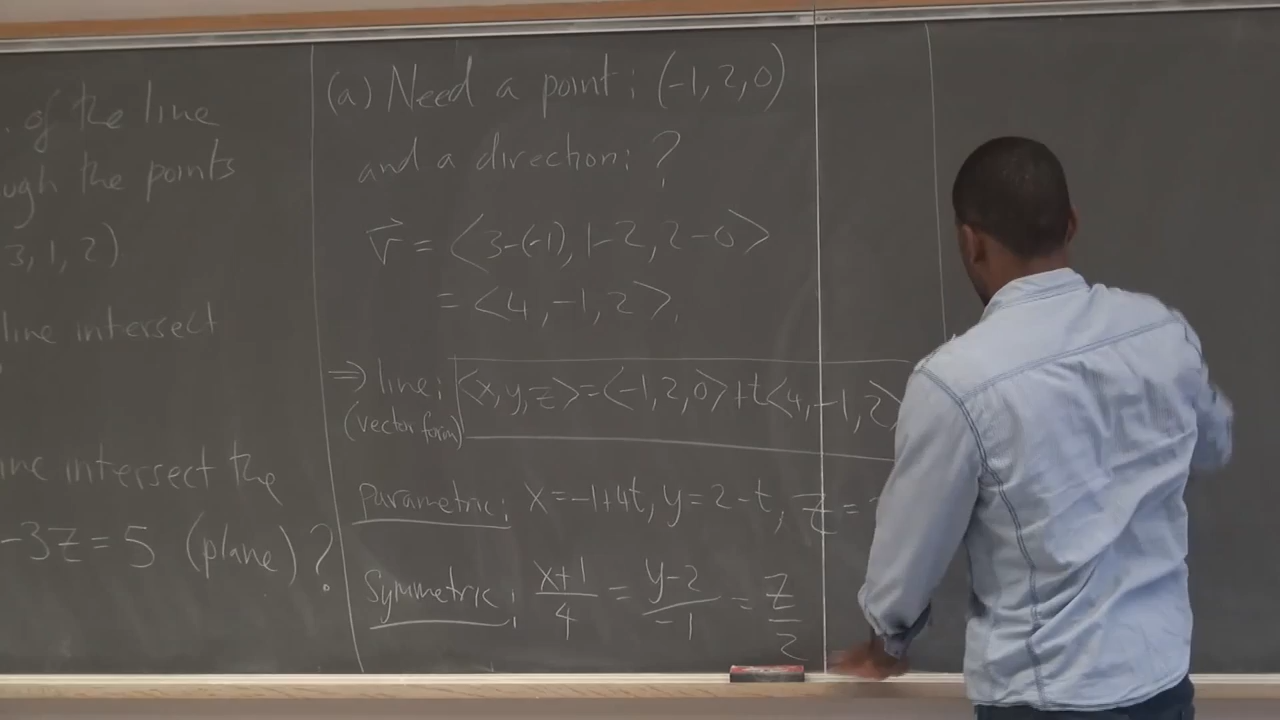 . of the line
ugh the points
3, 1, 2)
line intersect
ine intersect the
-3z = 5 (plane)?
(a) Need a point: (-1, 2, 0)
and a direction: ?
v⃗ = <3-(-1), 1-2, 2-0>
= <4, -1, 2>.
⇒ line: <x, y, z> = <-1, 2, 0> + t<4, -1, 2>
(vector form)
Parametric: x = -1+4t, y = 2-t, z =
Symmetric: x+1/4 = y-2/-1 = z/2